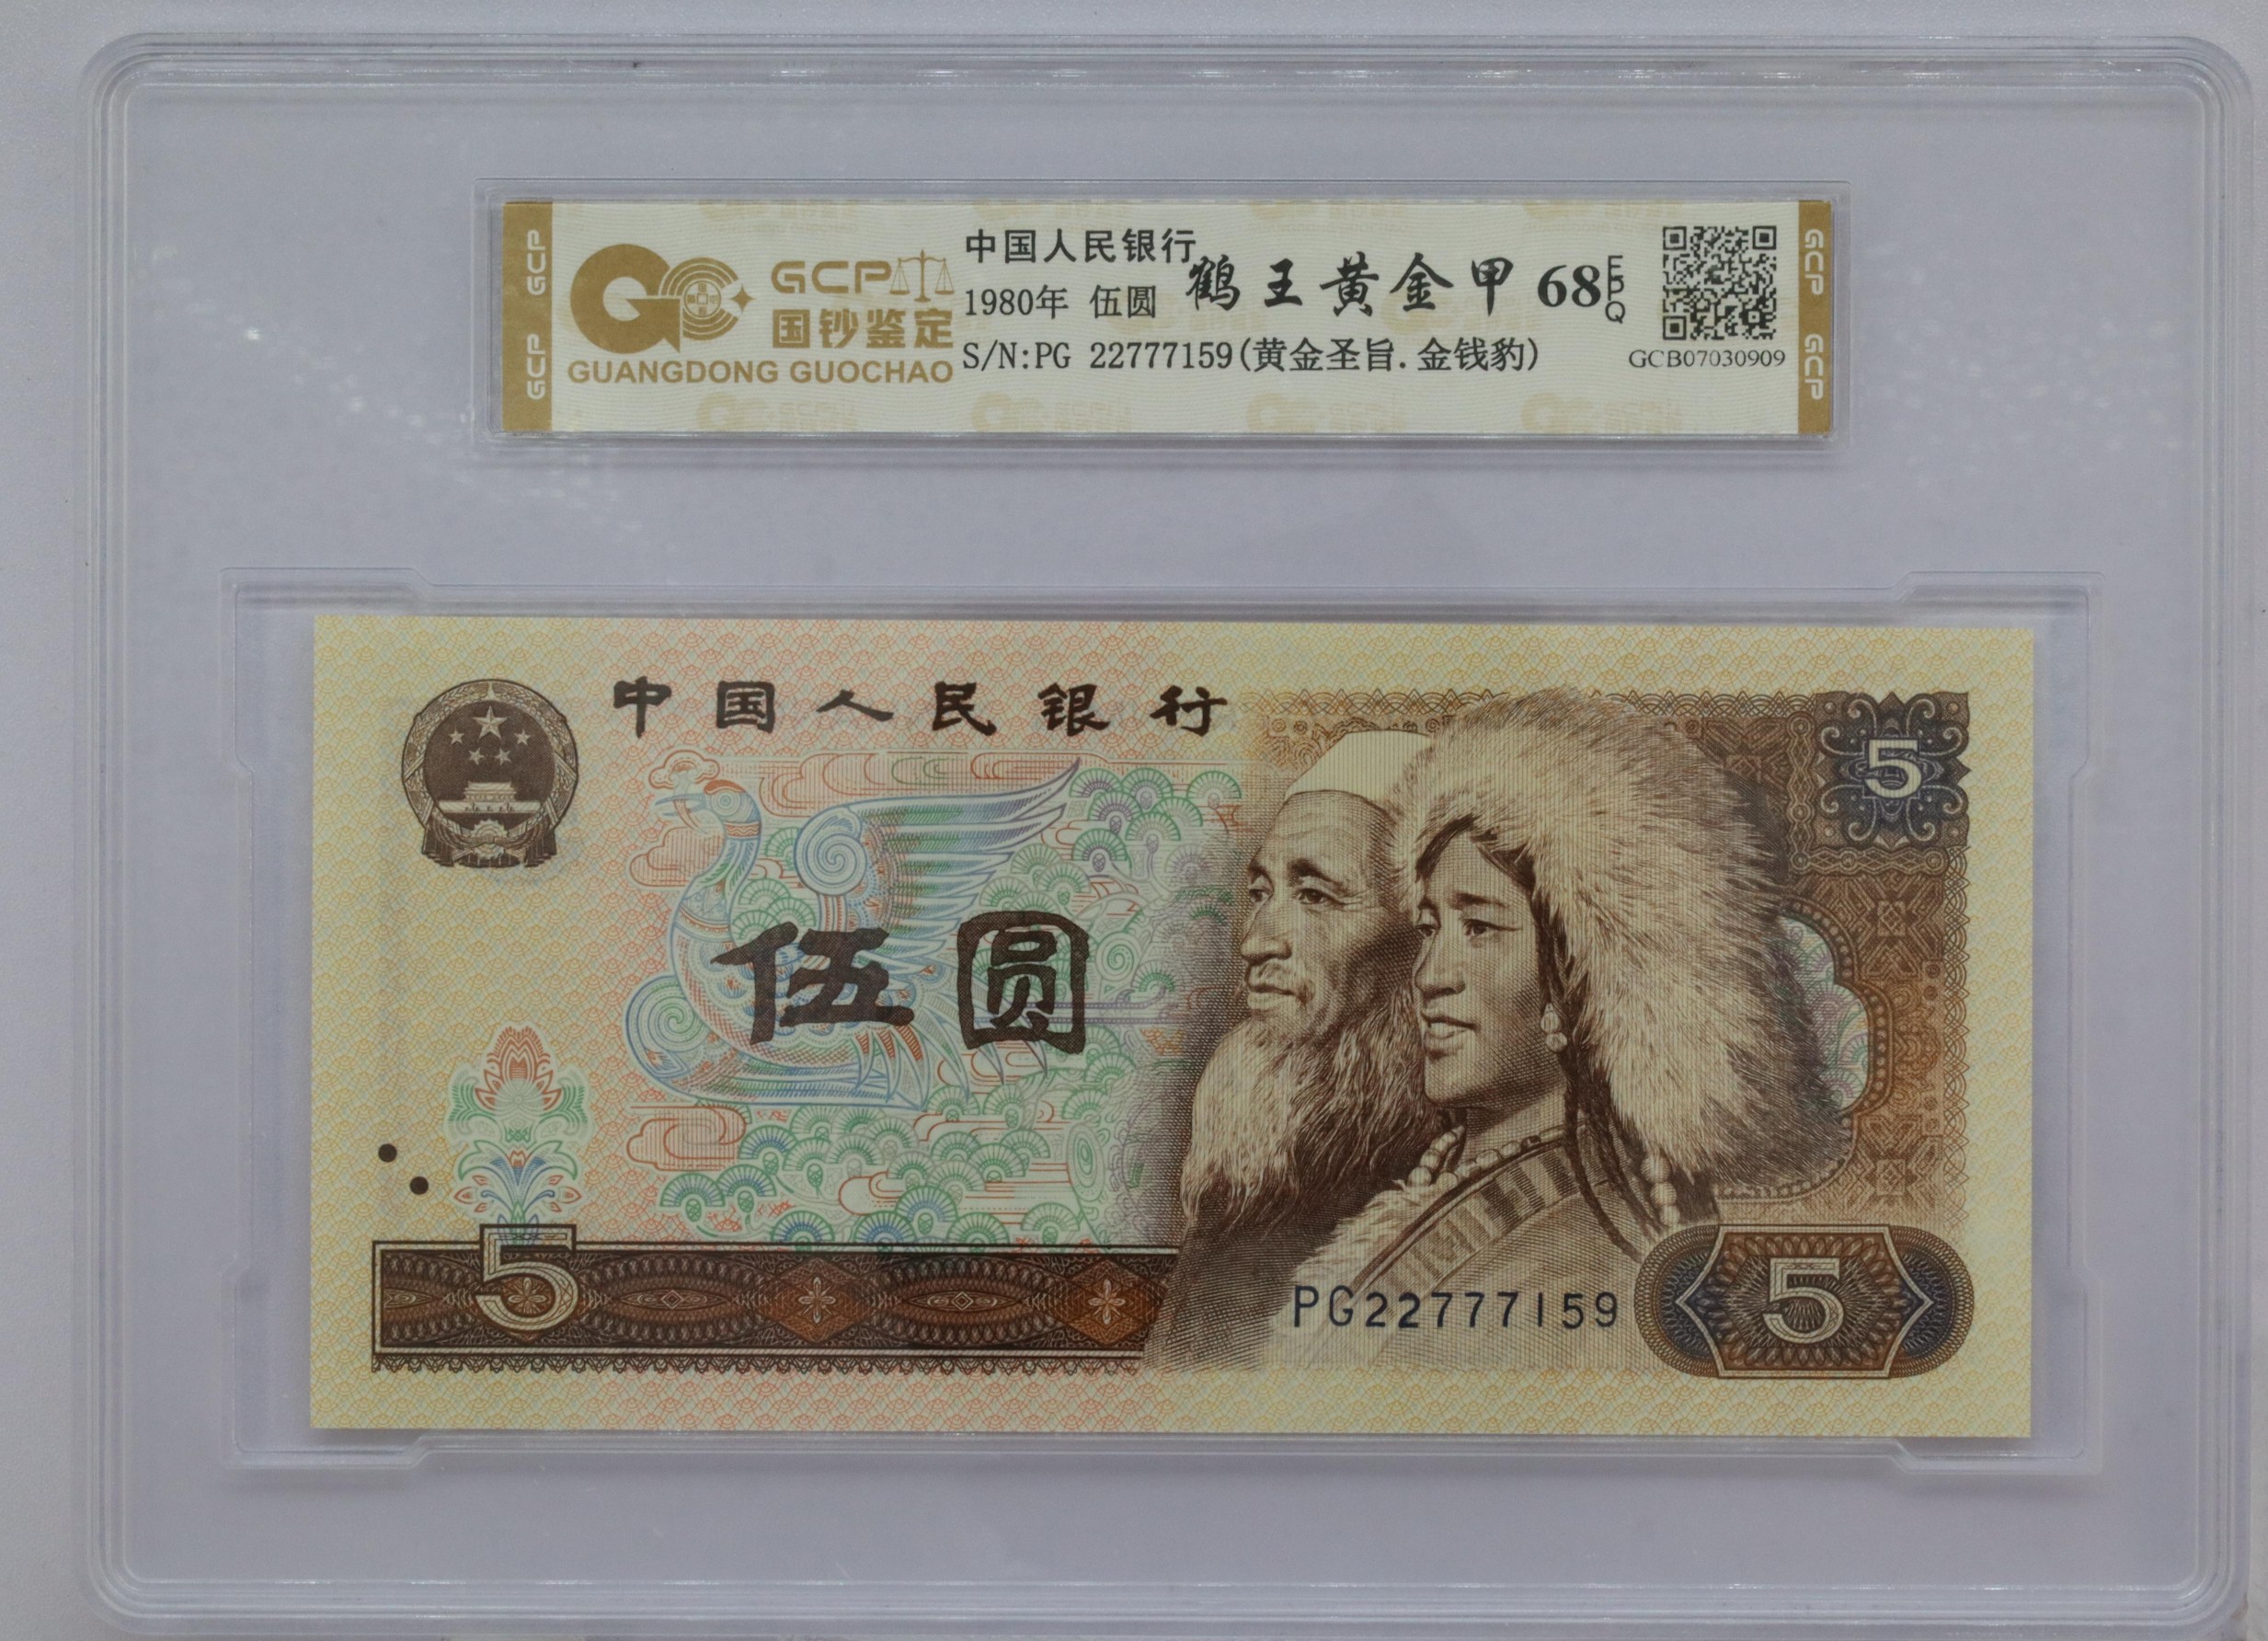 GCP GCP
GCP
国钞鉴定
GUANGDONG GUOCHAO
中国人民银行
1980年 伍圆
鹤王黄金甲 68 EPQ
S/N:PG 22777159(黄金圣旨.金钱豹)
GCB07030909
GCP GCP
中国人民银行
5
伍圆
5
PG22777159
5